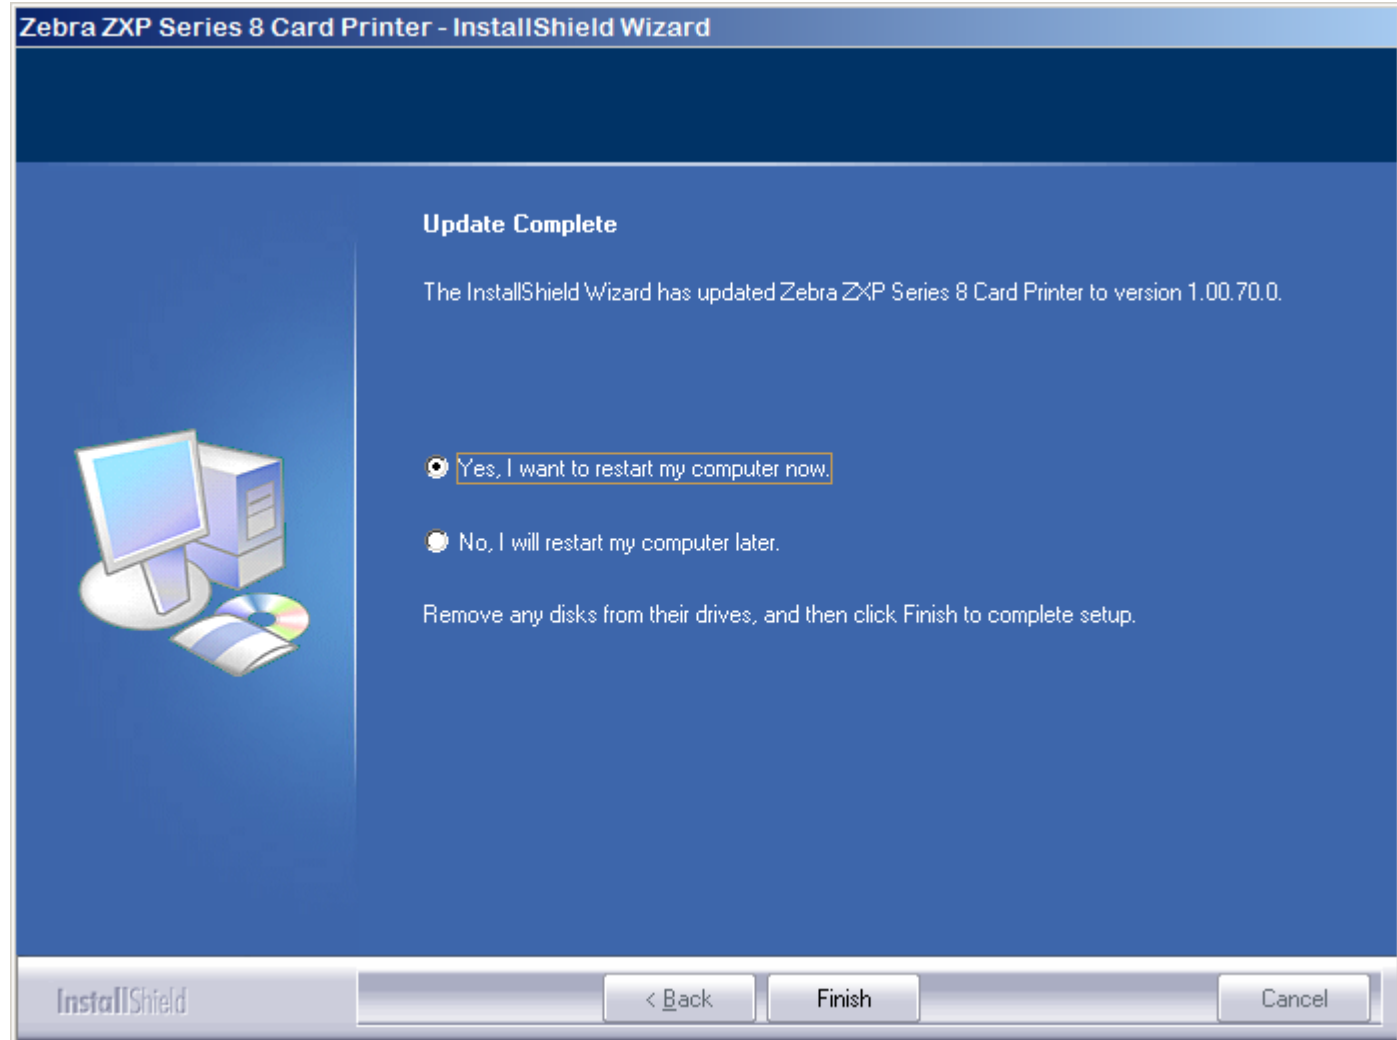 Zebra ZXP Series 8 Card Printer - InstallShield Wizard
Update Complete
The InstallShield Wizard has updated Zebra ZXP Series 8 Card Printer to version 1.00.70.0.
Yes, I want to restart my computer now.
No, I will restart my computer later.
Remove any disks from their drives, and then click Finish to complete setup.
InstallShield
< Back
Finish
Cancel